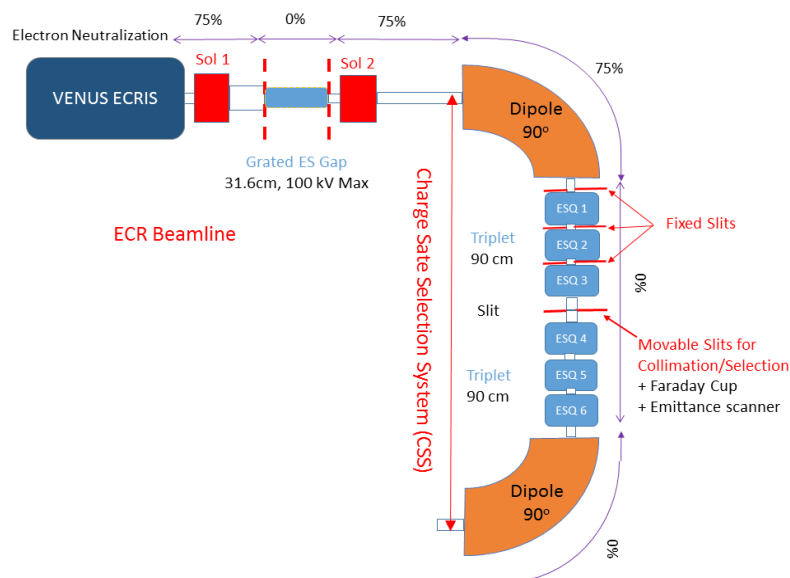 75%
0%
75%
Electron Neutralization
Sol 1
Sol 2
VENUS ECRIS
Dipole
90°
75%
Grated ES Gap
31.6cm, 100 kV Max
ECR Beamline
Charge Sate Selection System (CSS)
ESQ 1
Fixed Slits
Triplet
90 cm
ESQ 2
ESQ 3
0%
Slit
ESQ 4
Movable Slits for
Collimation/Selection
+ Faraday Cup
+ Emittance scanner
Triplet
90 cm
ESQ 5
ESQ 6
Dipole
90°
0%